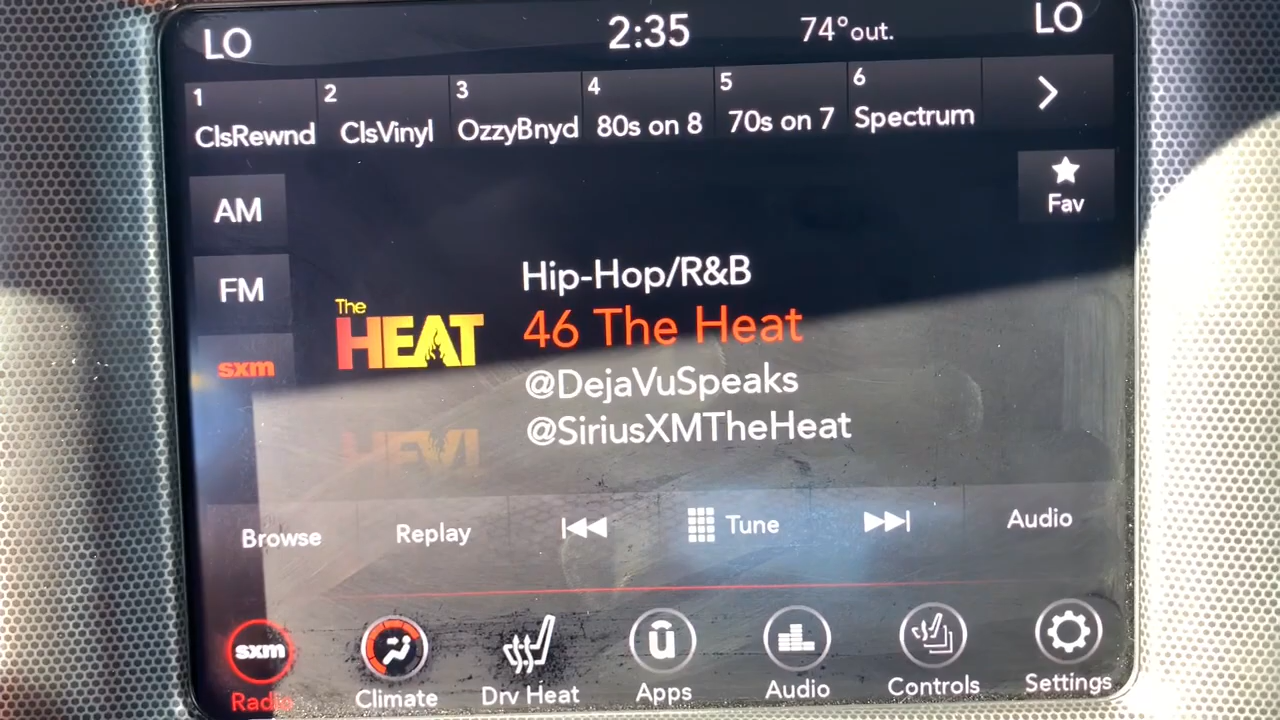 LO 2:35 74°out. LO
1 2 3 4 5 6
ClsRewnd ClsVinyl OzzyBnyd 80s on 8 70s on 7 Spectrum
Fav
AM
FM
sxm
The
HEAT
Hip-Hop/R&B
46 The Heat
@DejaVuSpeaks
@SiriusXMTheHeat
Browse Replay Tune Audio
sxm
Radio Climate Drv Heat Apps Audio Controls Settings